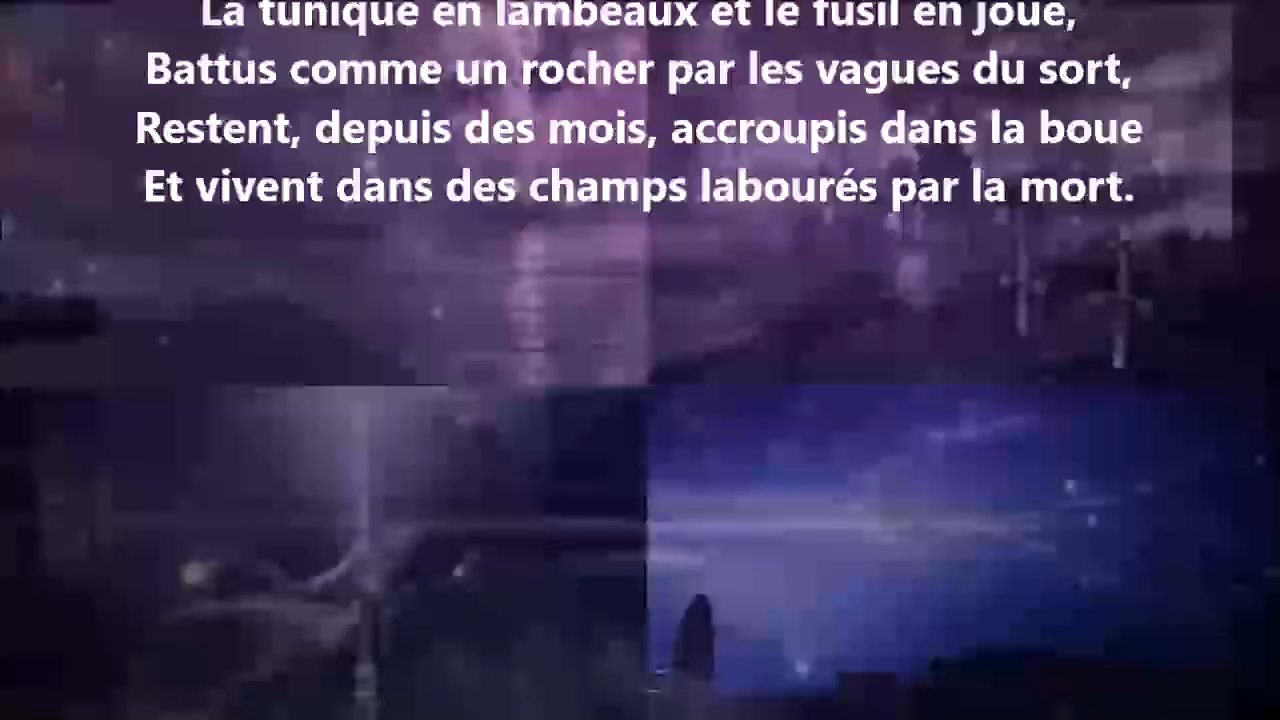 La tunique en lambeaux et le fusil en joue,
Battus comme un rocher par les vagues du sort,
Restent, depuis des mois, accroupis dans la boue
Et vivent dans des champs labourés par la mort.